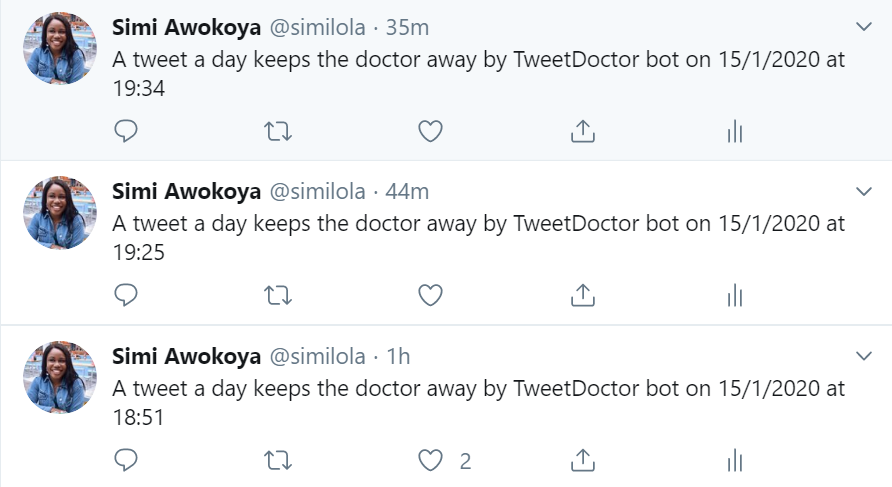 Simi Awokoya @similola · 35m
A tweet a day keeps the doctor away by TweetDoctor bot on 15/1/2020 at
19:34
Simi Awokoya @similola · 44m
A tweet a day keeps the doctor away by TweetDoctor bot on 15/1/2020 at
19:25
Simi Awokoya @similola · 1h
A tweet a day keeps the doctor away by TweetDoctor bot on 15/1/2020 at
18:51
2